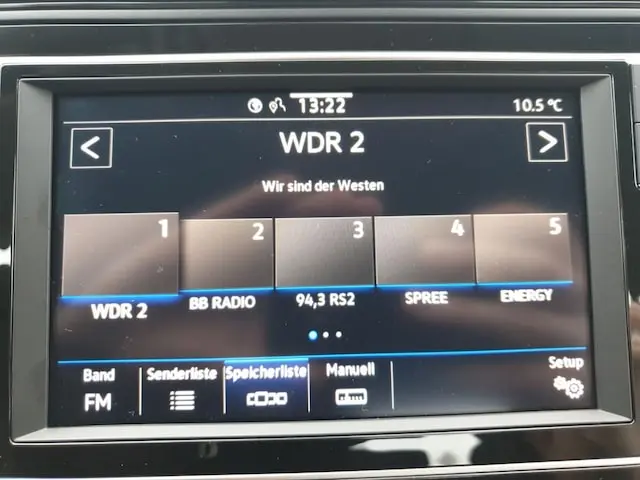 13:22
10.5 °C
<
WDR 2
>
Wir sind der Westen
1
2
3
4
5
WDR 2
BB RADIO
94,3 RS2
SPREE
ENERGY
Band
Senderliste
Speicherliste
Manuell
Setup
FM